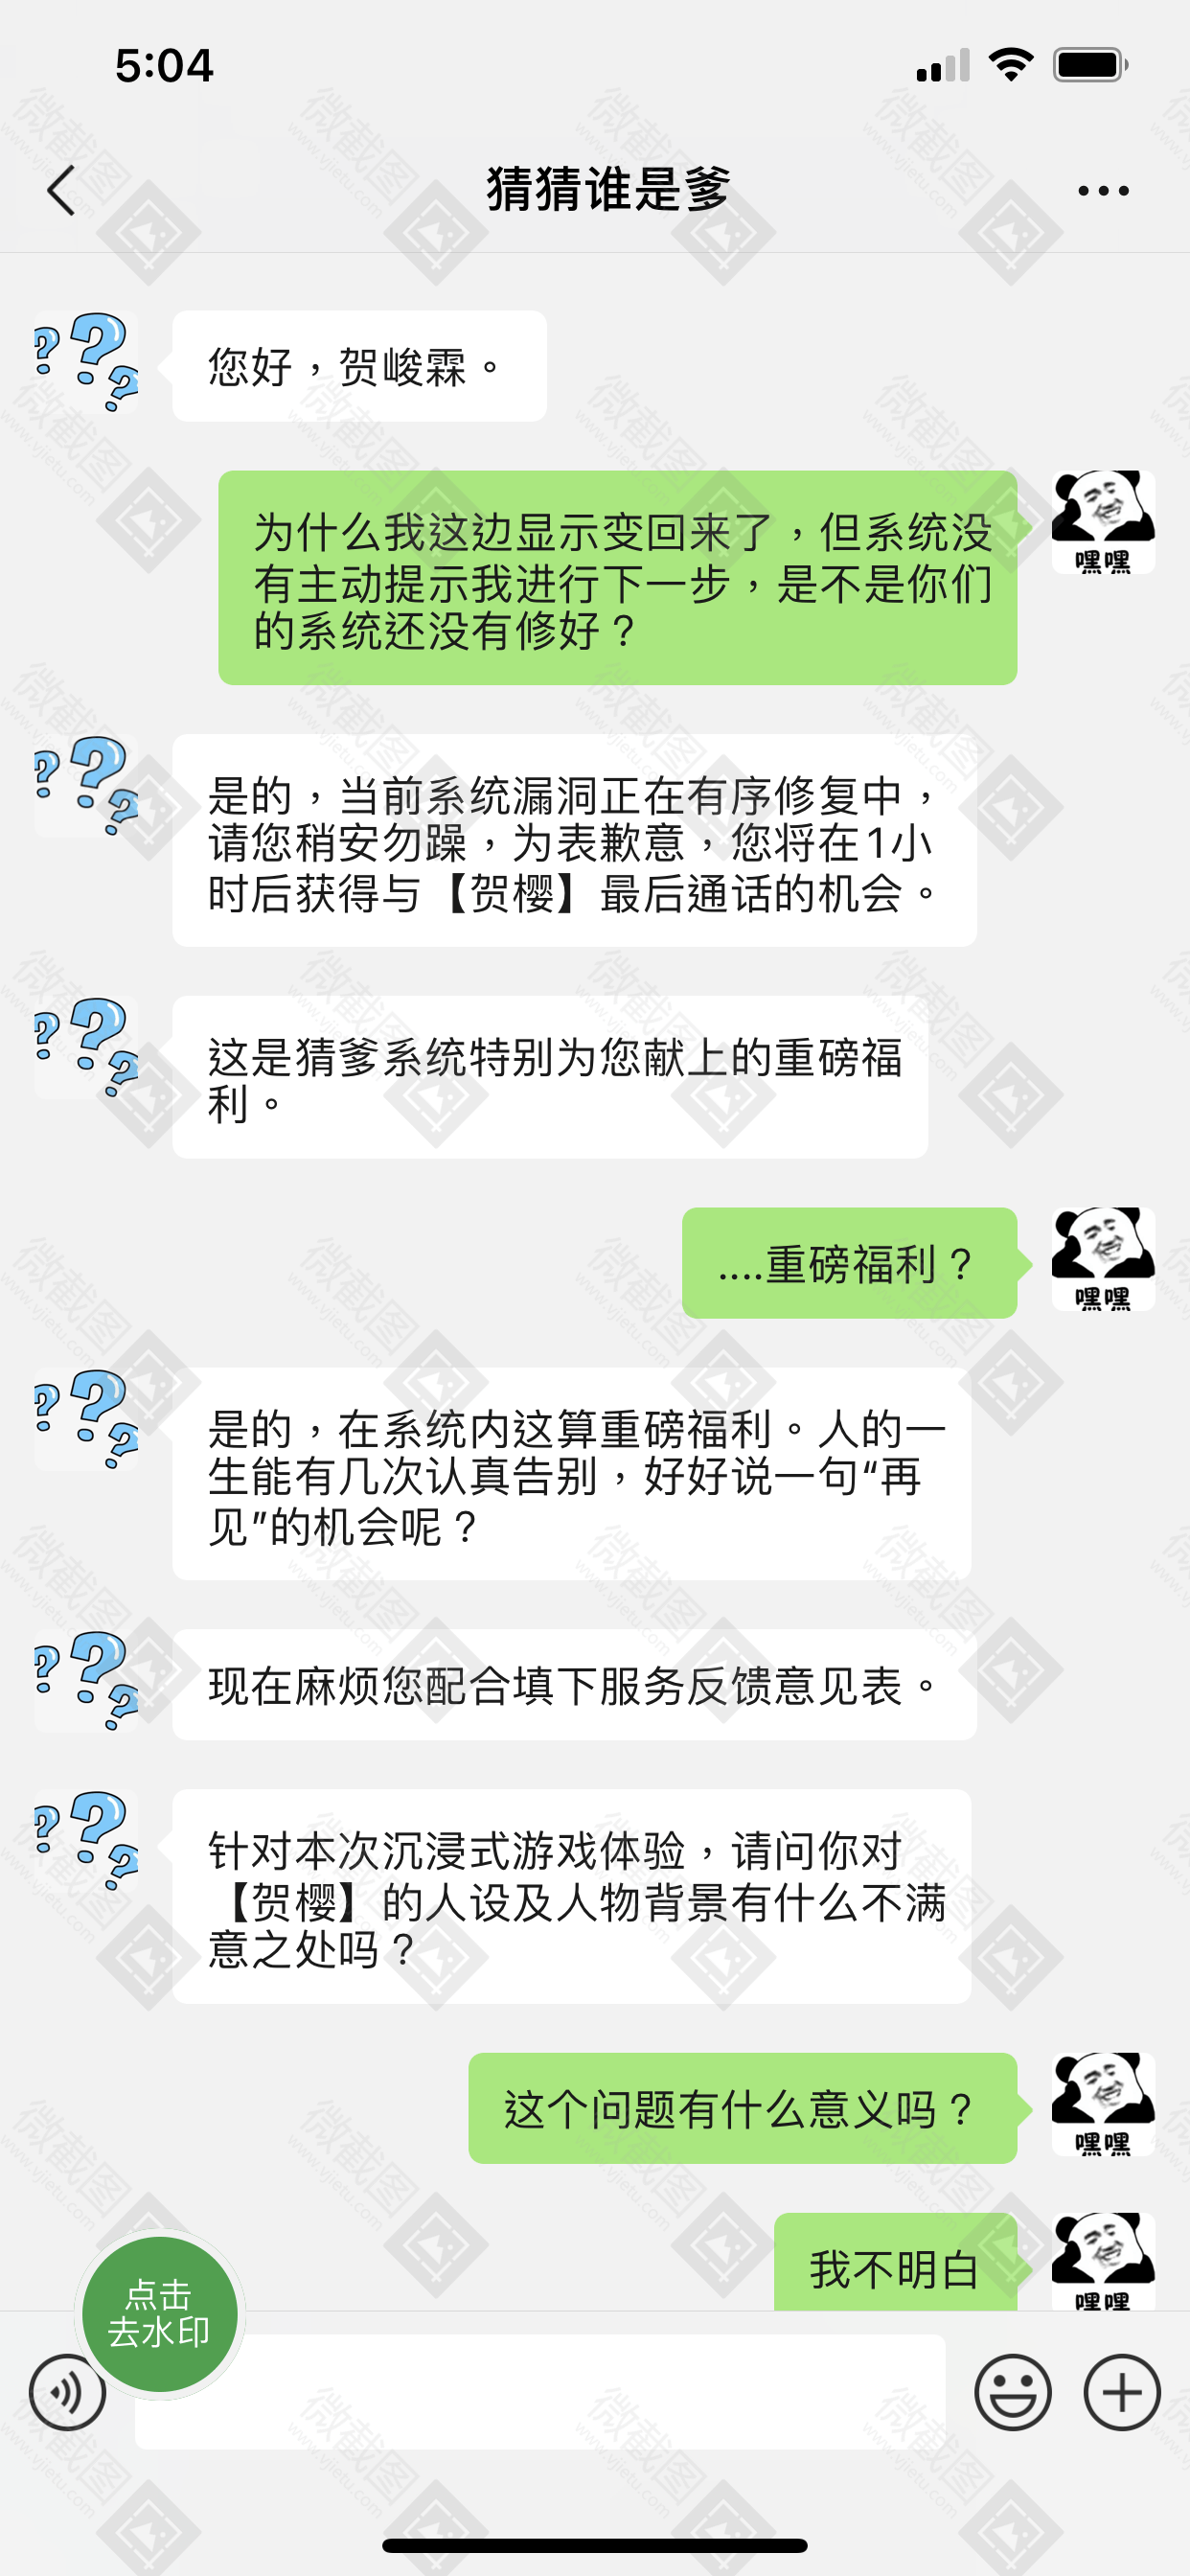 5:04
猜猜谁是爹
您好，贺峻霖。
为什么我这边显示变回来了，但系统没
有主动提示我进行下一步，是不是你们
的系统还没有修好？
嘿嘿
是的，当前系统漏洞正在有序修复中，
请您稍安勿躁，为表歉意，您将在1小
时后获得与【贺樱】最后通话的机会。
这是猜爹系统特别为您献上的重磅福
利。
....重磅福利？
嘿嘿
是的，在系统内这算重磅福利。人的一
生能有几次认真告别，好好说一句“再
见”的机会呢？
现在麻烦您配合填下服务反馈意见表。
针对本次沉浸式游戏体验，请问你对
【贺樱】的人设及人物背景有什么不满
意之处吗？
这个问题有什么意义吗？
嘿嘿
我不明白
嘿嘿
点击
去水印
微截图
www.vjietu.com